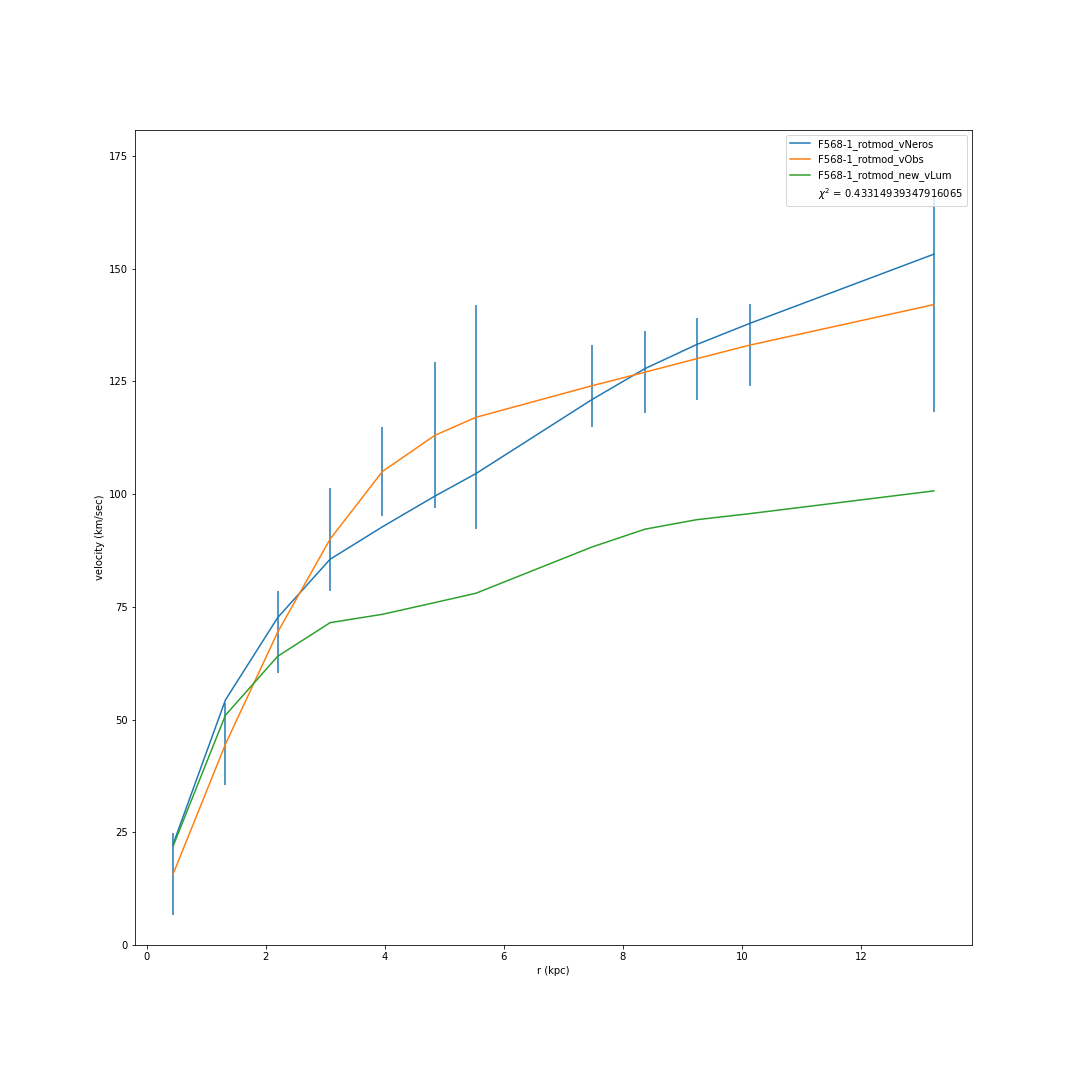 F568-1_rotmod_vNeros
F568-1_rotmod_vObs
F568-1_rotmod_new_vLum
χ² = 0.43314939347916065
175
150
125
100
75
50
25
0
velocity (km/sec)
0 2 4 6 8 10 12
r (kpc)